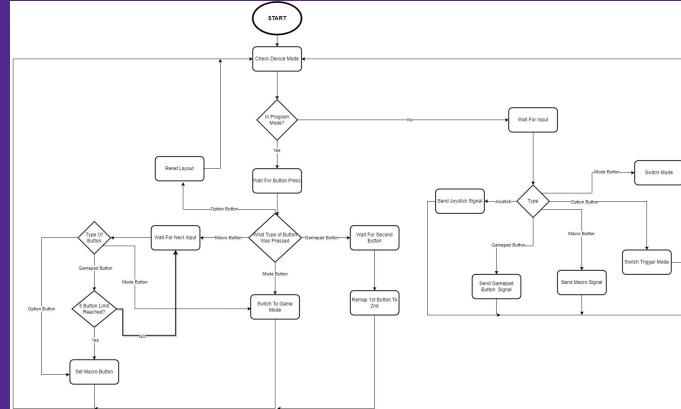 START
Check Device Mode
In Program
Mode?
No
Wait For Input
Yes
Reset Layout
Wait For Button Press
Mode Button
Switch Mode
Option Button
Send Joystick Signal
Joystick
Type
Option Button
Type Of
Button
Wait For Next Input
Macro Button
What Type of Button
Was Pressed
Gamepad Button
Wait For Second
Button
Macro Button
Gamepad Button
Gamepad Button
Mode Button
Mode Button
Switch Trigger Mode
Option Button
5 Button Limit
Reached?
Switch To Game
Mode
Remap 1st Button To
2nd
Send Gamepad
Button Signal
Send Macro Signal
NO
Yes
Set Macro Button